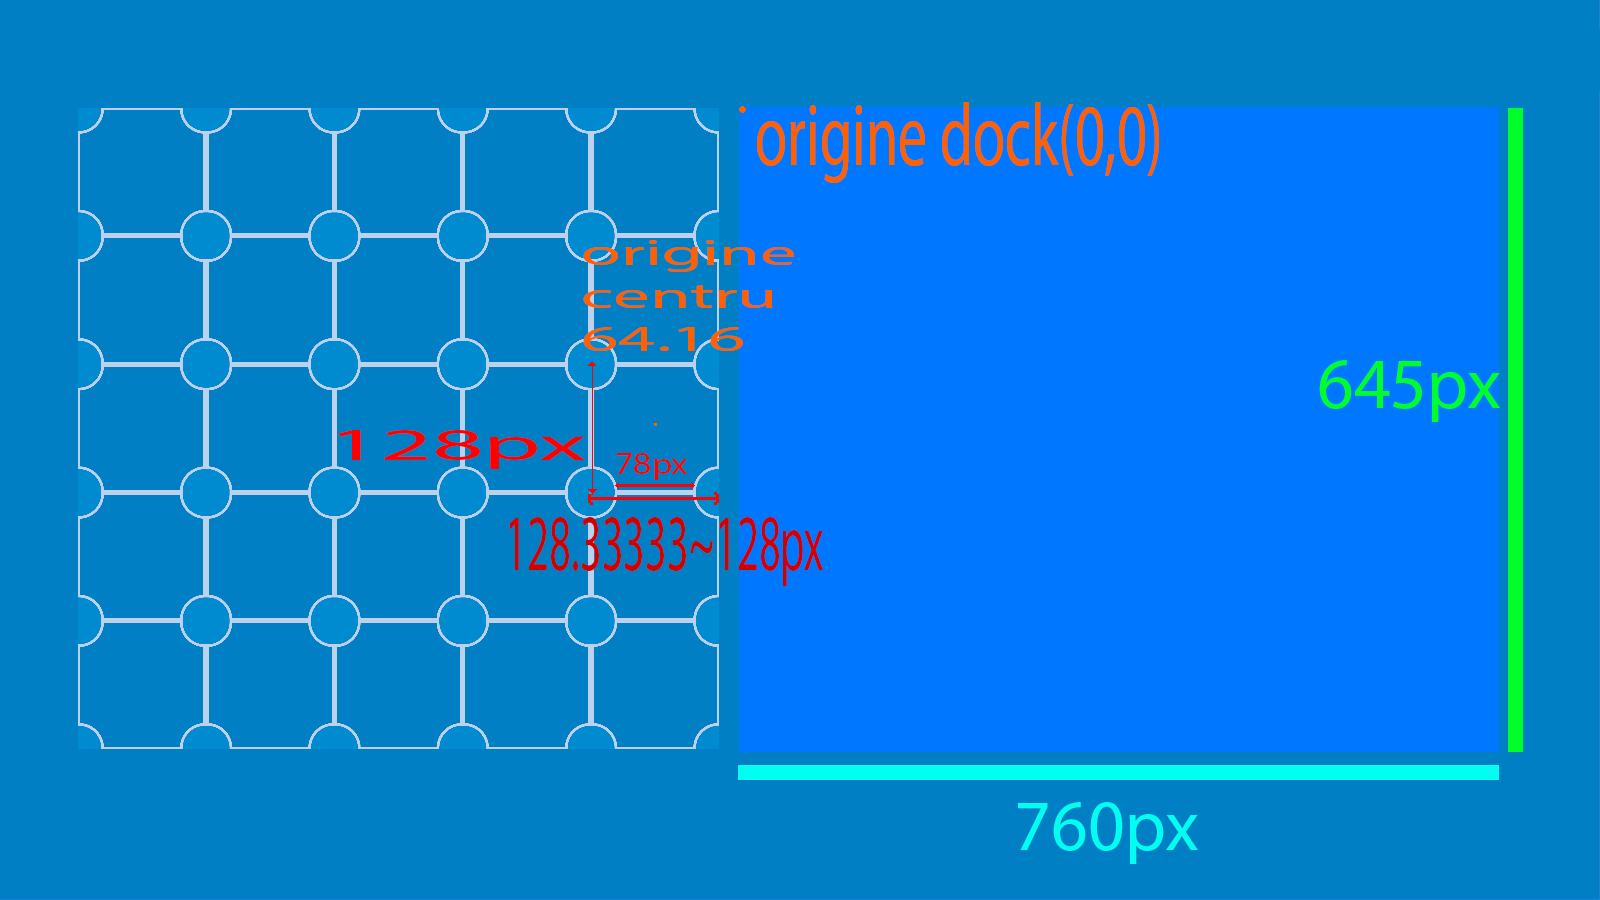 origine dock(0,0)
origine
centru
64.16
645px
128px
78px
128.33333~128px
760px